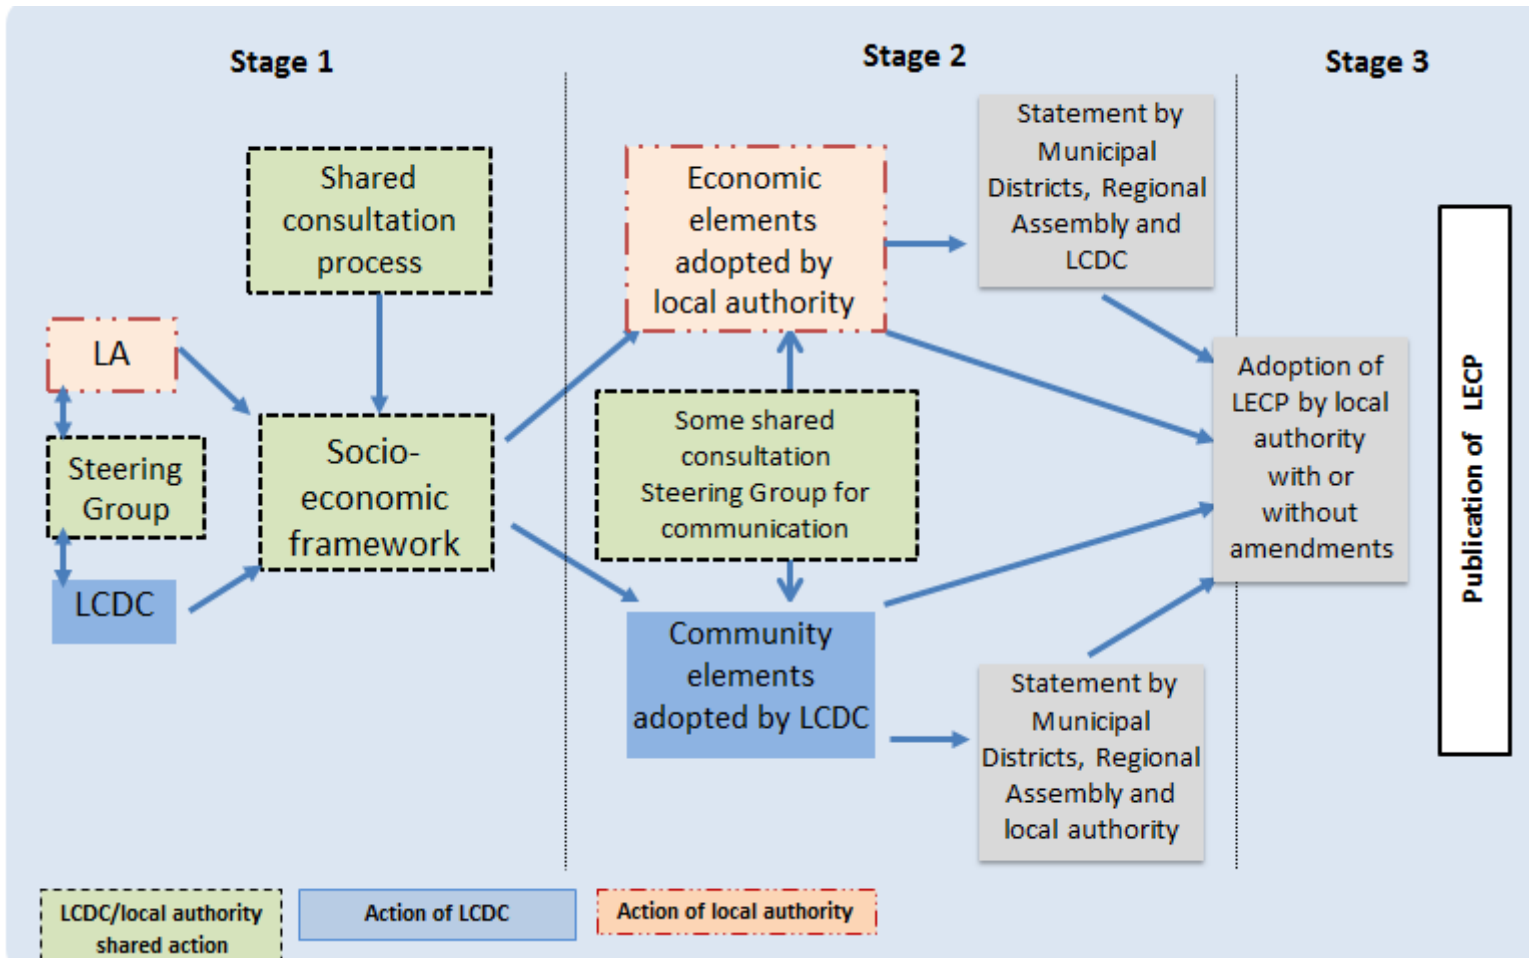 Stage 1
Stage 2
Stage 3
Shared
consultation
process
LA
Steering
Group
LCDC
Socio-
economic
framework
Economic
elements
adopted by
local authority
Some shared
consultation
Steering Group for
communication
Community
elements
adopted by LCDC
Statement by
Municipal
Districts, Regional
Assembly and
LCDC
Statement by
Municipal
Districts, Regional
Assembly and
local authority
Adoption of
LECP by local
authority
with or
without
amendments
Publication of LECP
LCDC/local authority
shared action
Action of LCDC
Action of local authority